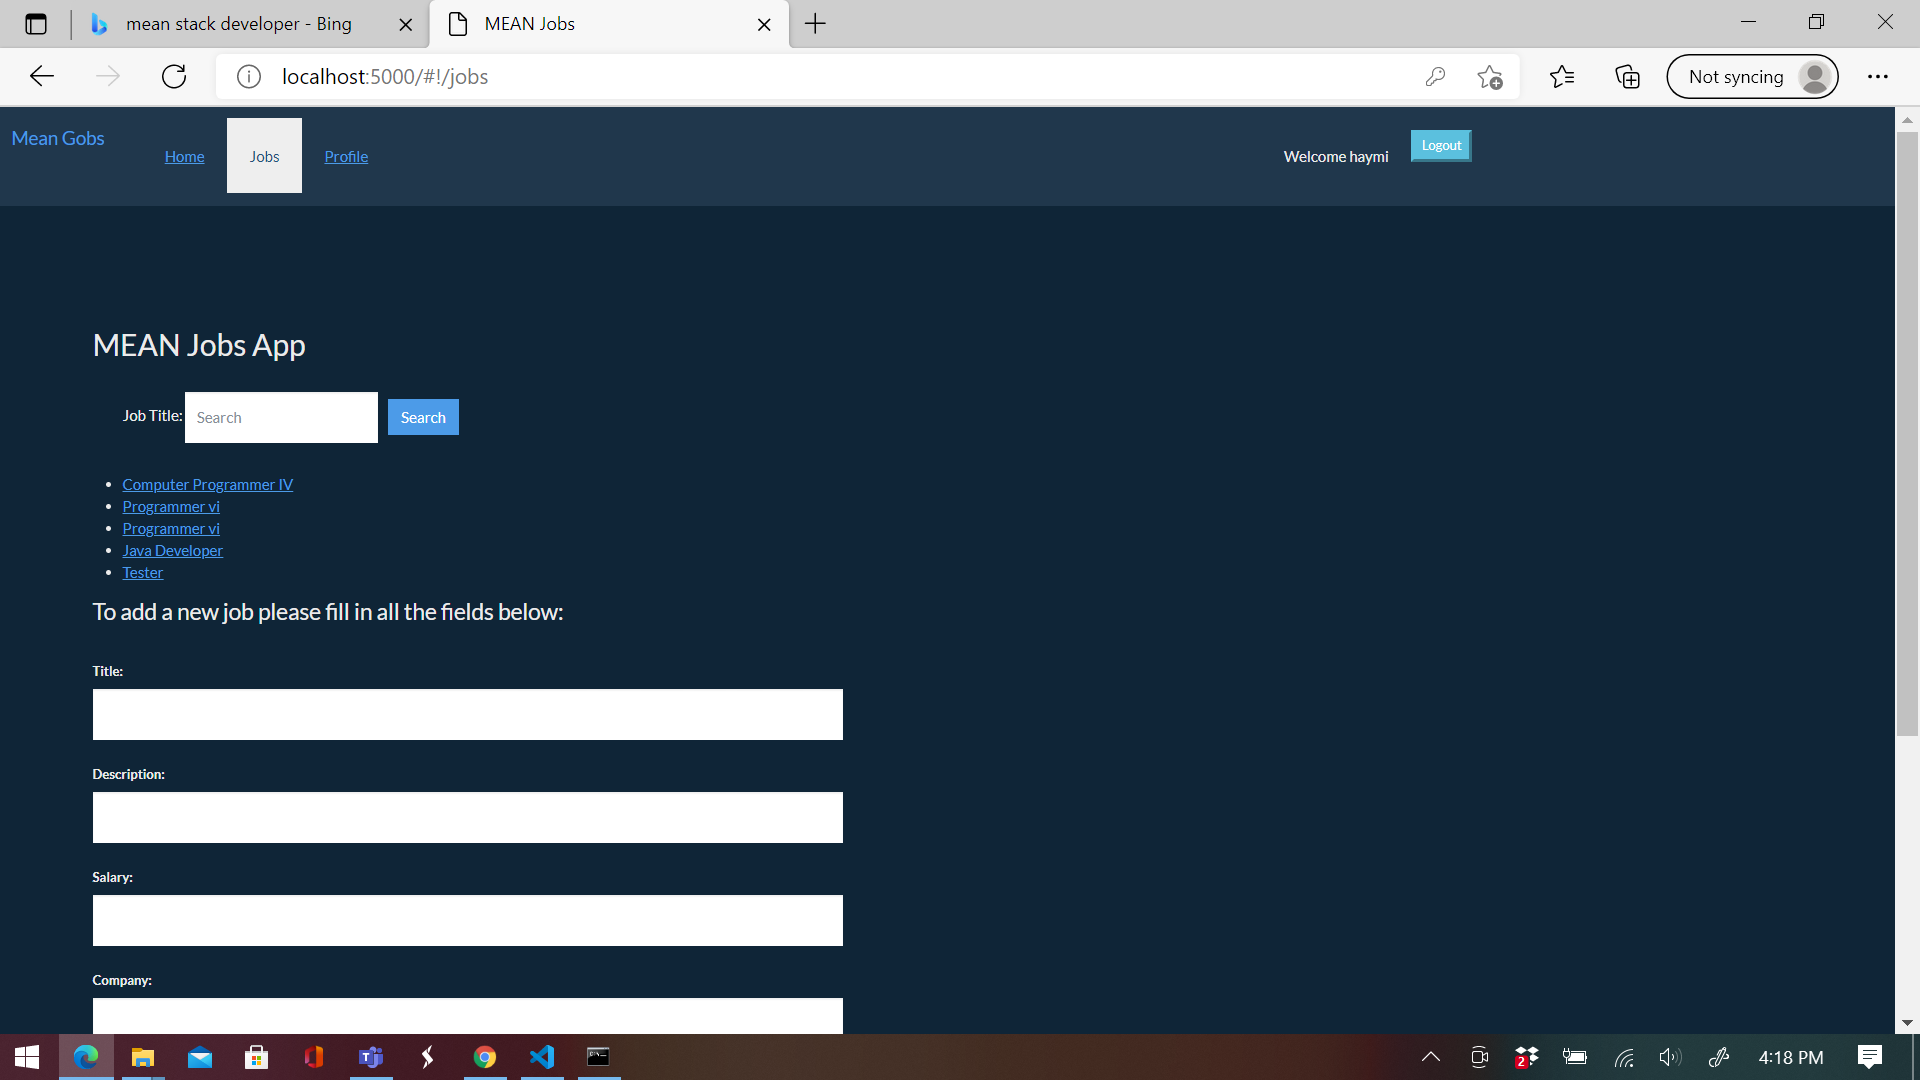 mean stack developer - Bing
MEAN Jobs
localhost:5000/#!/jobs
Not syncing
Mean Gobs
Home
Jobs
Profile
Welcome haymi
Logout
MEAN Jobs App
Job Title:
Search
Search
Computer Programmer IV
Programmer vi
Programmer vi
Java Developer
Tester
To add a new job please fill in all the fields below:
Title:
Description:
Salary:
Company:
2
4:18 PM